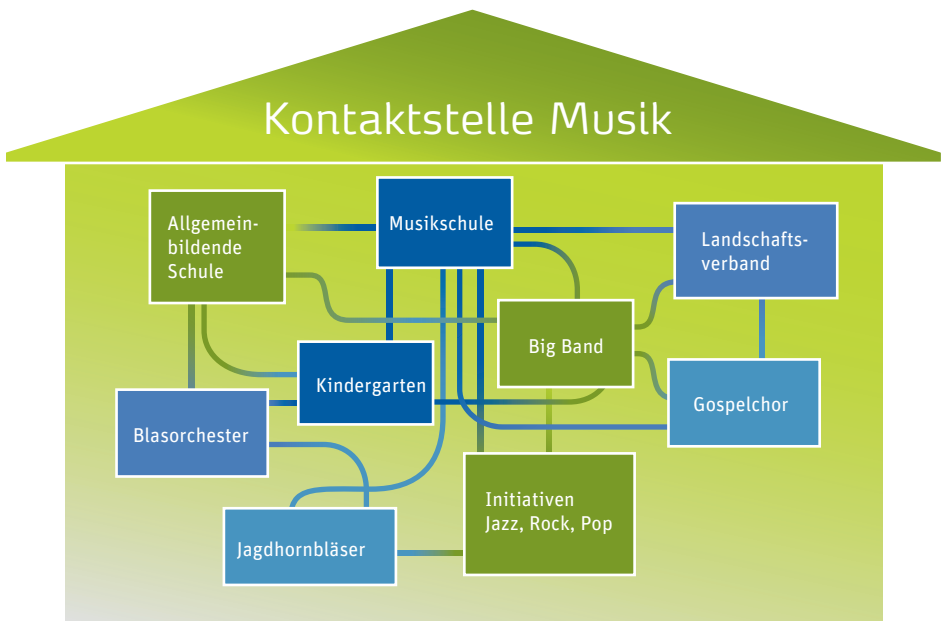 Kontaktstelle Musik
Allgemein-
bildende
Schule
Musikschule
Landschafts-
verband
Big Band
Kindergarten
Gospelchor
Blasorchester
Initiativen
Jazz, Rock, Pop
Jagdhornbläser